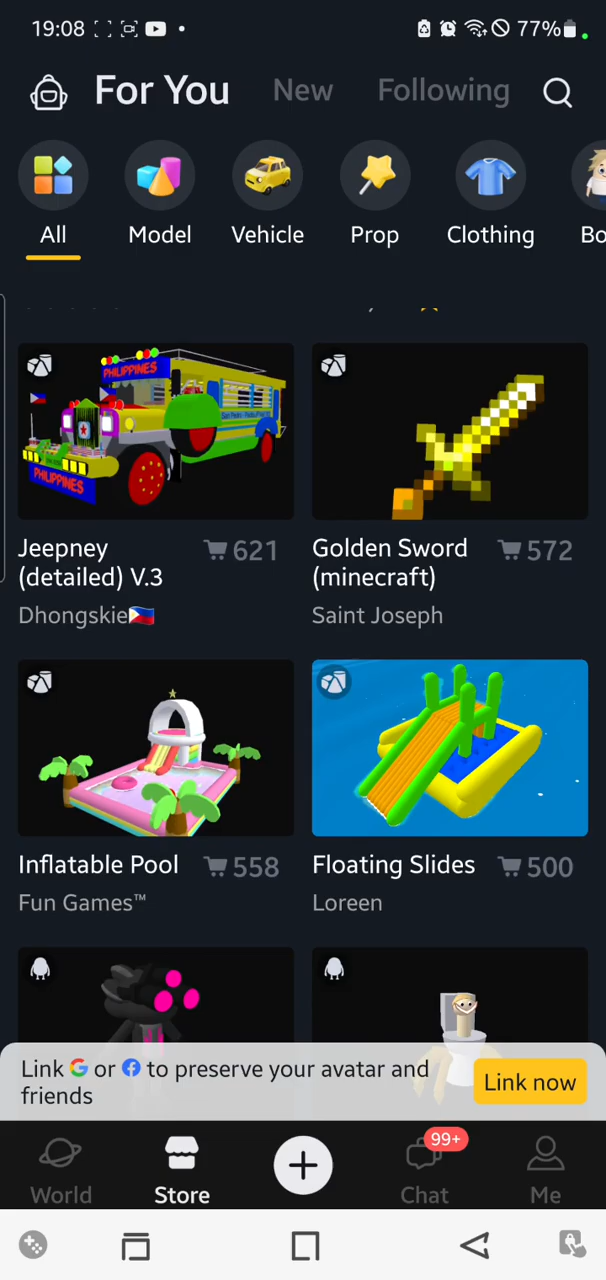 19:08
77%
For You
New
Following
All
Model
Vehicle
Prop
Clothing
Bo
PHILIPPINES
PHILIPPINES
Jeepney
(detailed) V.3
621
Dhongskie🇵🇭
Golden Sword
(minecraft)
572
Saint Joseph
Inflatable Pool
558
Fun Games™
Floating Slides
500
Loreen
Link G or f to preserve your avatar and
friends
Link now
99+
World
Store
Chat
Me